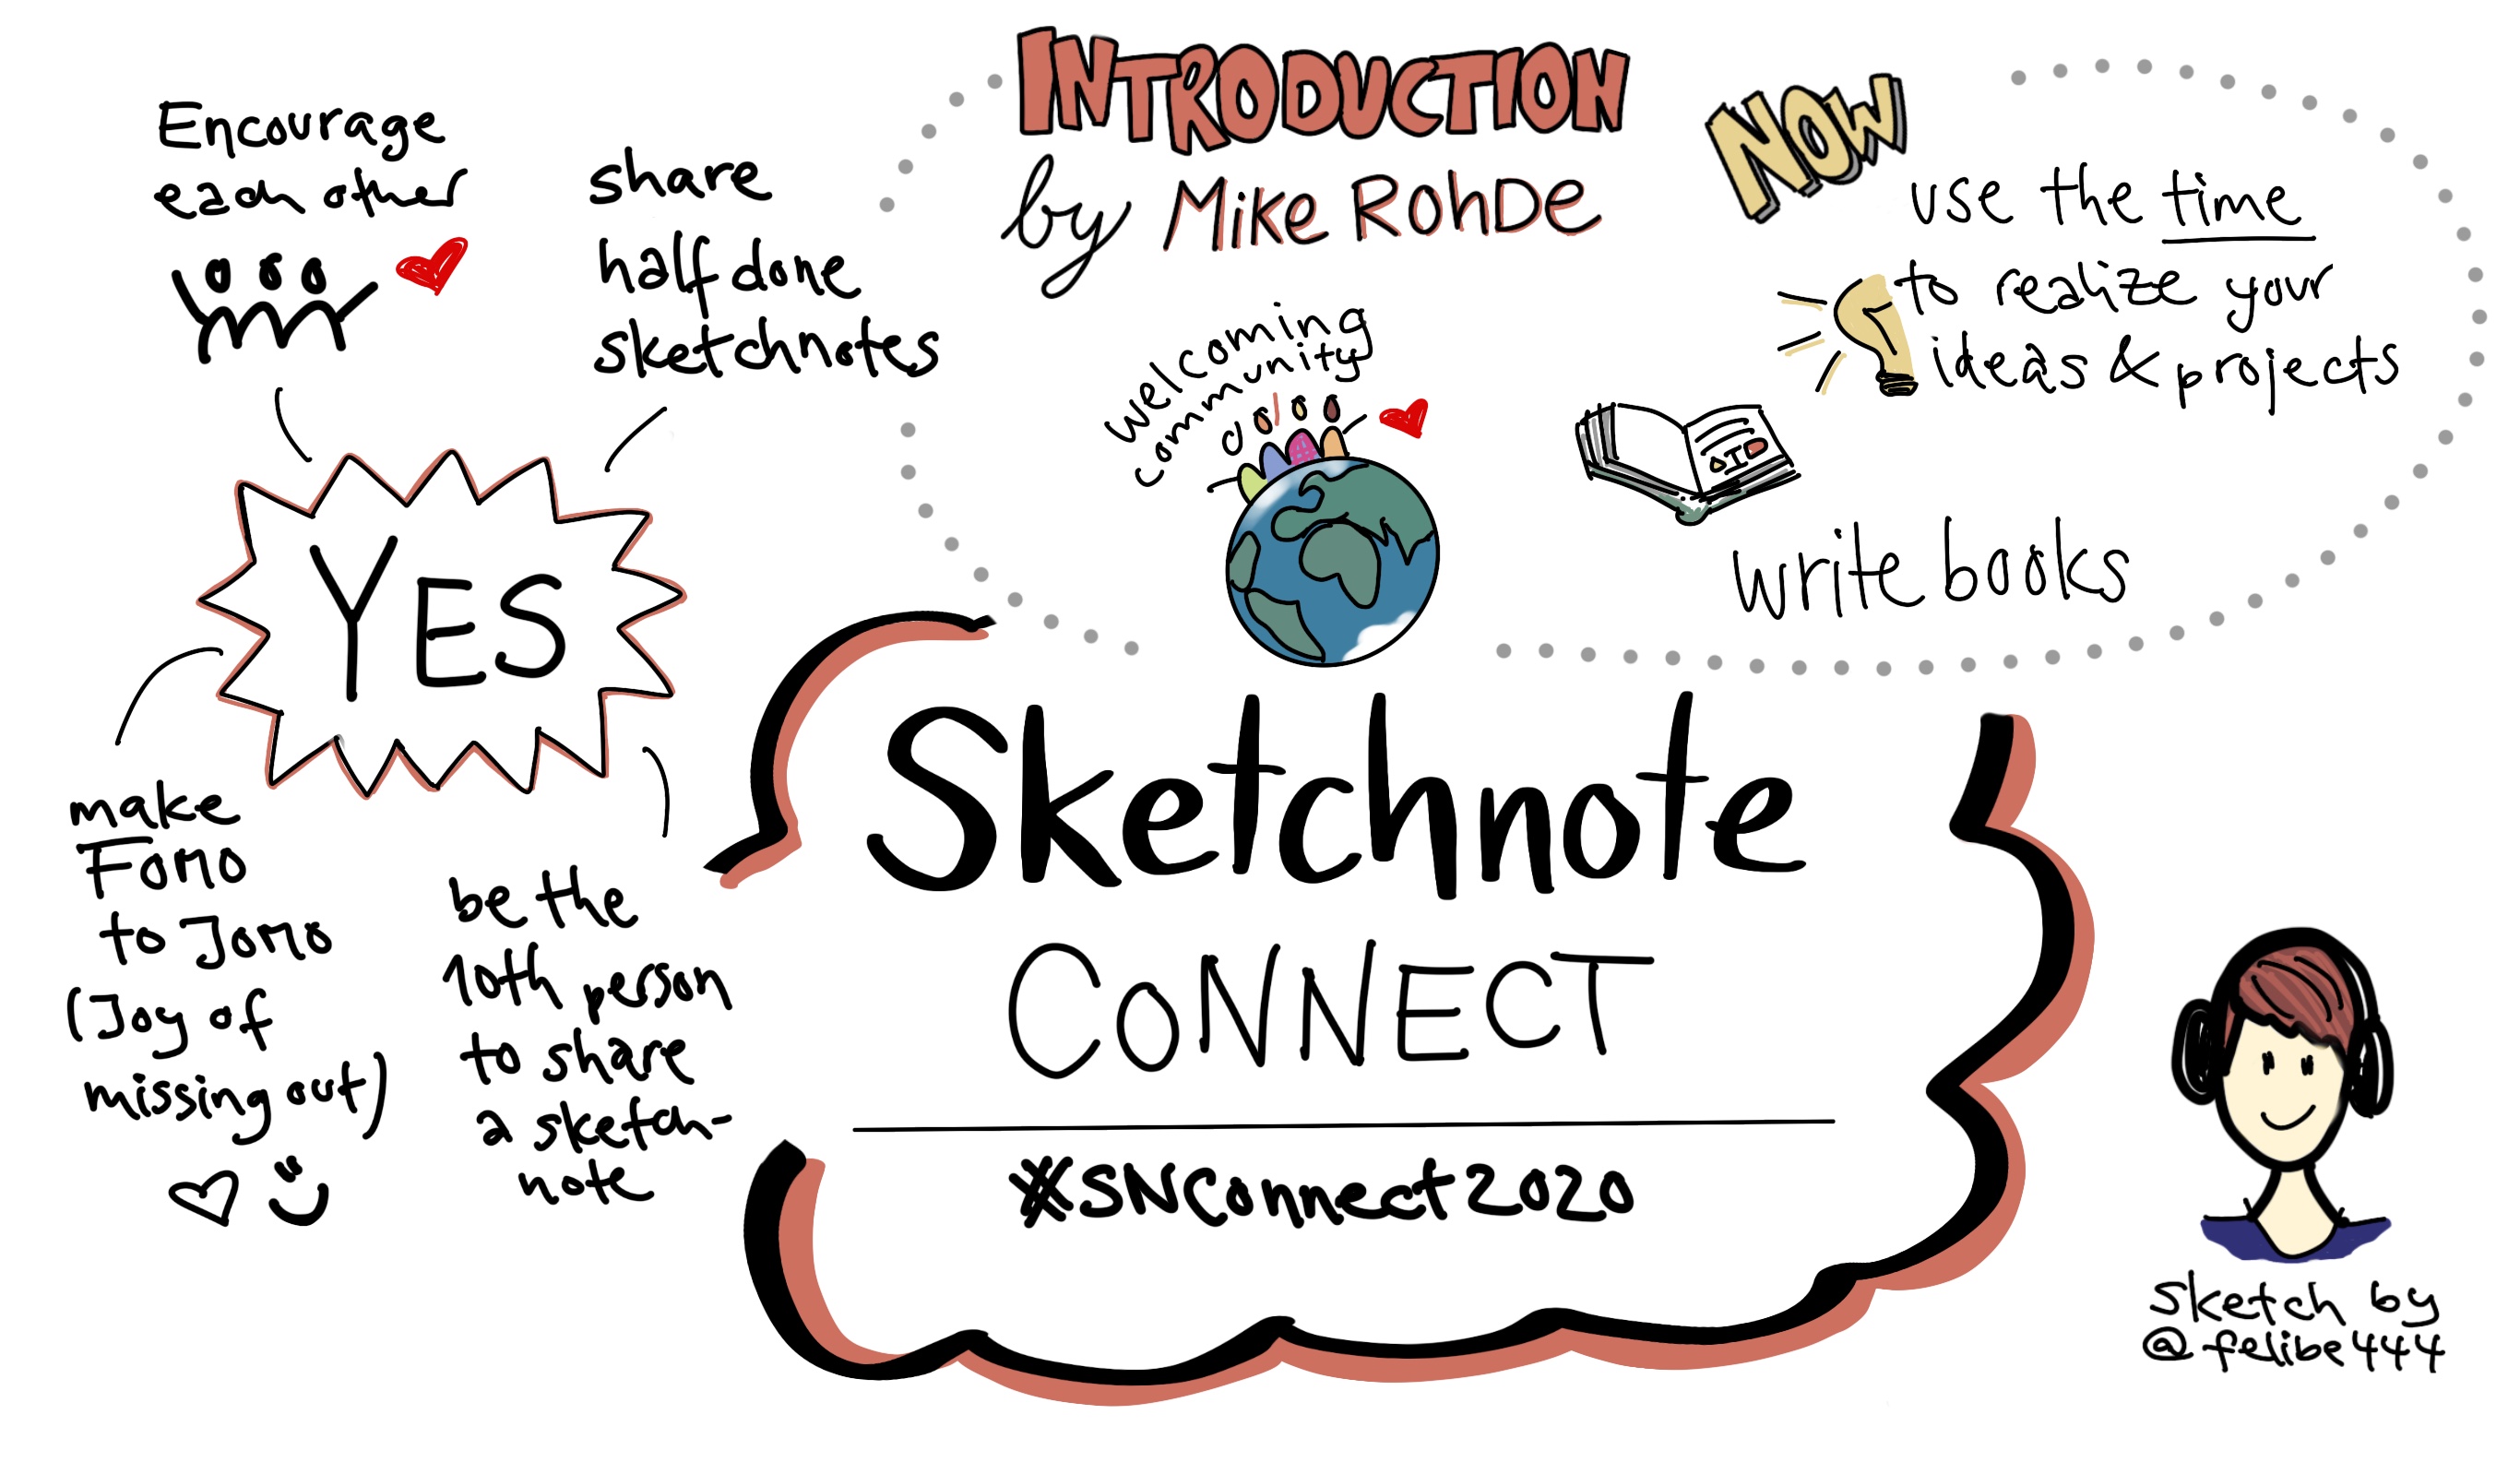 INTRODUCTION
by Mike RohDe
Welcoming
community
NOW
use the time
to realize your
ideas & projects
write books
Encourage
each other
share
half done
sketchnotes
YES
make
FOMO
to JOMO
(Joy of
missing out)
be the
10th person
to share
a sketch-
note
Sketchnote
CONNECT
#SNConnect2020
Sketch by
@felibe444